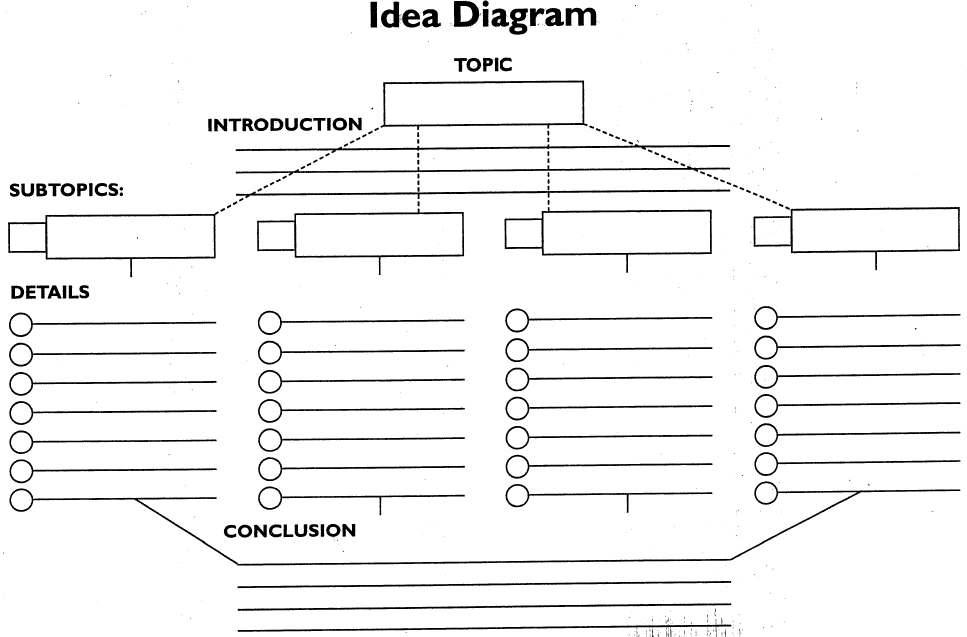 Idea Diagram
TOPIC
INTRODUCTION
SUBTOPICS:
DETAILS
CONCLUSION